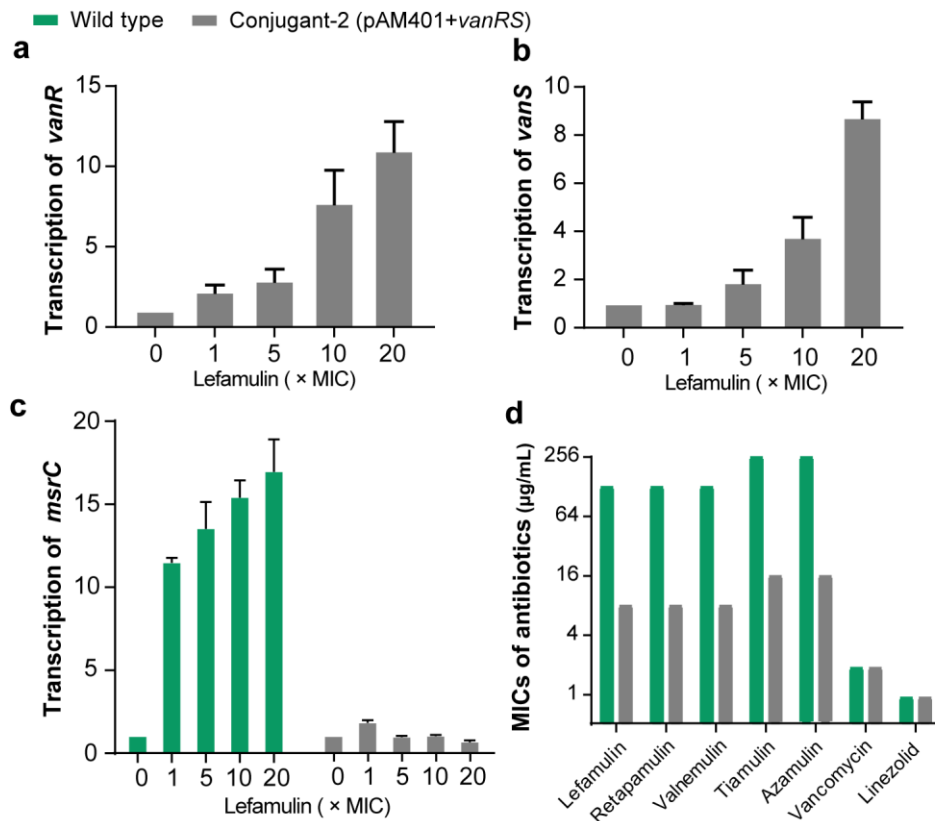 Wild type Conjugant-2 (pAM401+vanRS)
a
Transcription of vanR
15
10
5
0
0 1 5 10 20
Lefamulin ( × MIC)
b
Transcription of vanS
10
8
6
4
2
0
0 1 5 10 20
Lefamulin ( × MIC)
c
Transcription of msrC
20
15
10
5
0
0 1 5 10 20 0 1 5 10 20
Lefamulin ( × MIC) Lefamulin ( × MIC)
d
MICs of antibiotics (µg/mL)
256
64
16
4
1
Lefamulin
Retapamulin
Valnemulin
Tiamulin
Azamulin
Vancomycin
Linezolid